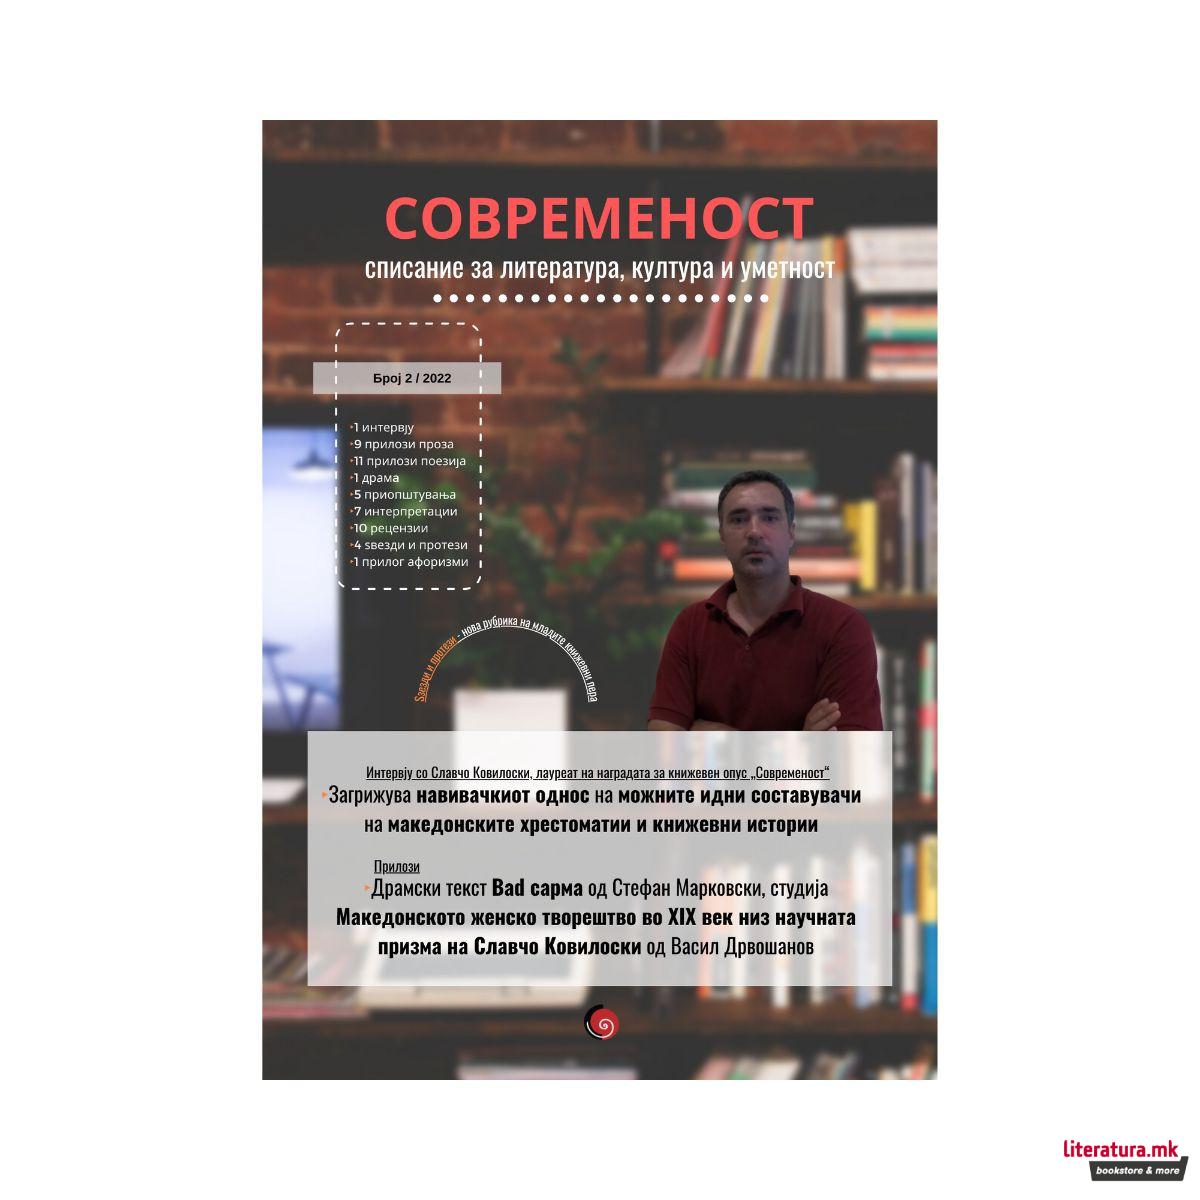 СОВРЕМЕНОСТ
списание за литература, култура и уметност
Број 2 / 2022
1 интервју
9 прилози проза
11 прилози поезија
1 драма
5 приопштувања
7 интерпретации
10 рецензии
4 ѕвезди и протези
1 прилог афоризми
Ѕѕезди и протези - нова рубрика на младите книжевни пера
Интервју со Славчо Ковилоски, лауреат на наградата за книжевен опус „Современост“
Загрижува навивачкиот однос на можните идни составувачи
на македонските хрестоматии и книжевни истории
Прилози
Драмски текст Bad сарма од Стефан Марковски, студија
Македонското женско творештво во XIX век низ научната
призма на Славчо Ковилоски од Васил Дрвошанов
literatura.mk
bookstore & more